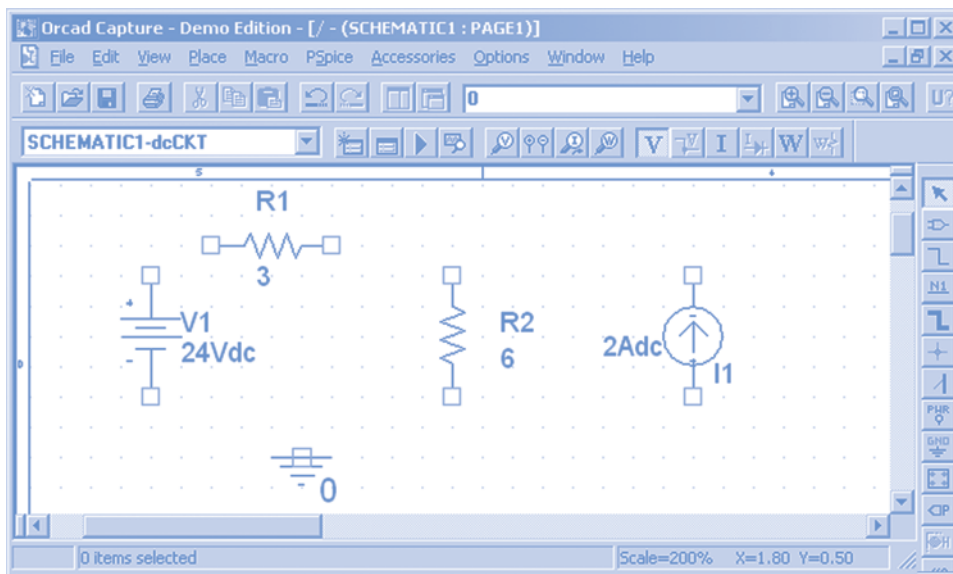 Orcad Capture - Demo Edition - [/ - (SCHEMATIC1 : PAGE1)]
File Edit View Place Macro PSpice Accessories Options Window Help
0 U?
SCHEMATIC1-dcCKT V I W
5 4
R1
3
N1
+
V1
24Vdc
-
R2
6
2Adc
-
+
I1
D
PWR
GND
0
0 items selected Scale=200% X=1.80 Y=0.50